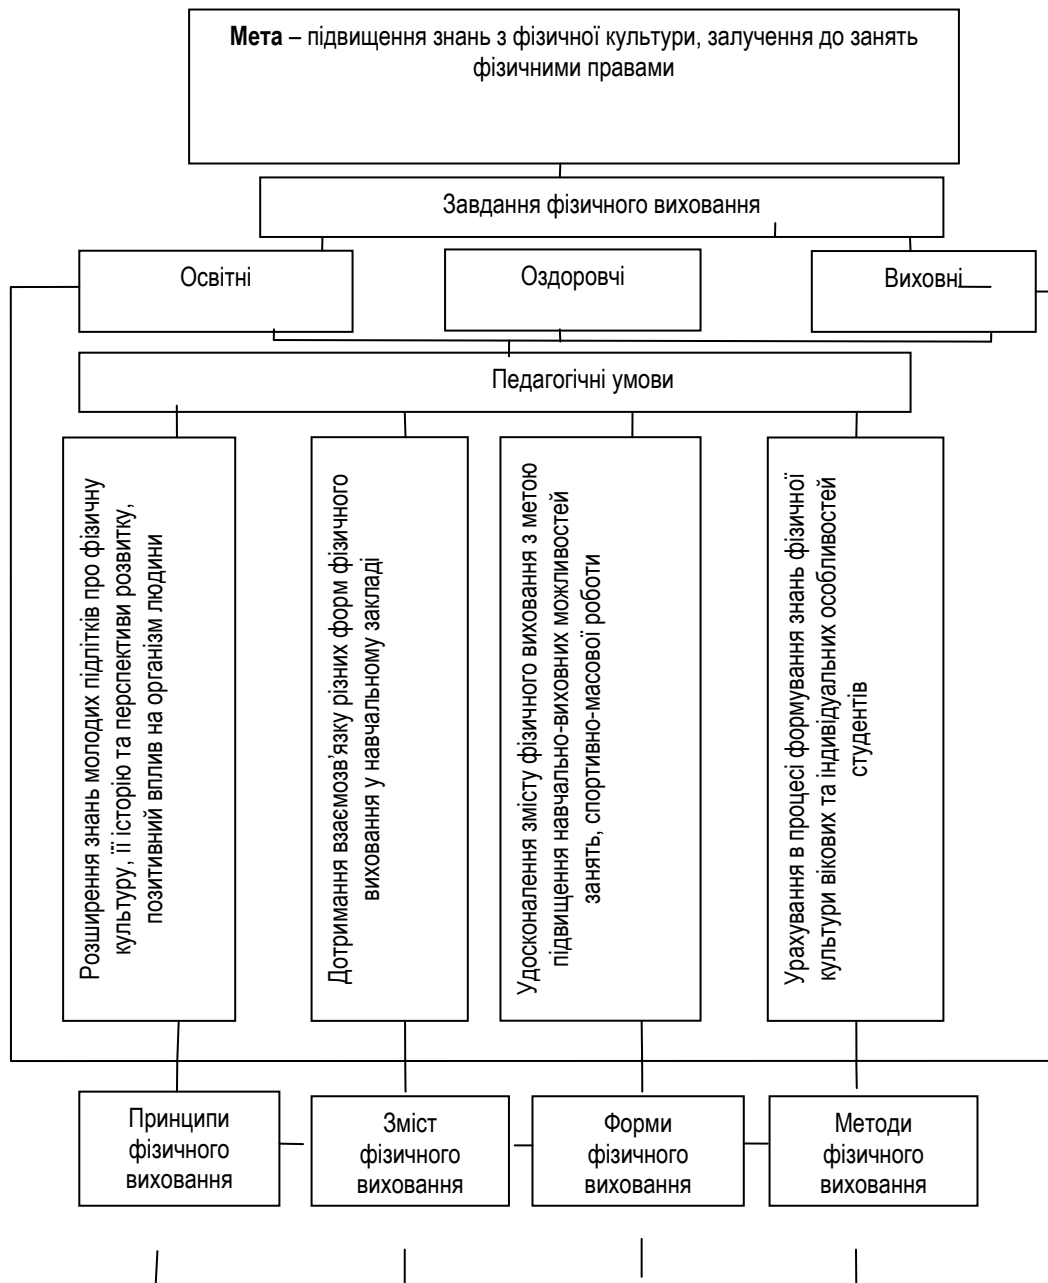 Мета – підвищення знань з фізичної культури, залучення до занять
фізичними правами
Завдання фізичного виховання
Освітні
Оздоровчі
Виховні
Педагогічні умови
Розширення знань молодих підлітків про фізичну
культуру, її історію та перспективи розвитку,
позитивний вплив на організм людини
Дотримання взаємозв’язку різних форм фізичного
виховання у навчальному закладі
Удосконалення змісту фізичного виховання з метою
підвищення навчально-виховних можливостей
занять, спортивно-масової роботи
Урахування в процесі формування знань фізичної
культури вікових та індивідуальних особливостей
студентів
Принципи
фізичного
виховання
Зміст
фізичного
виховання
Форми
фізичного
виховання
Методи
фізичного
виховання